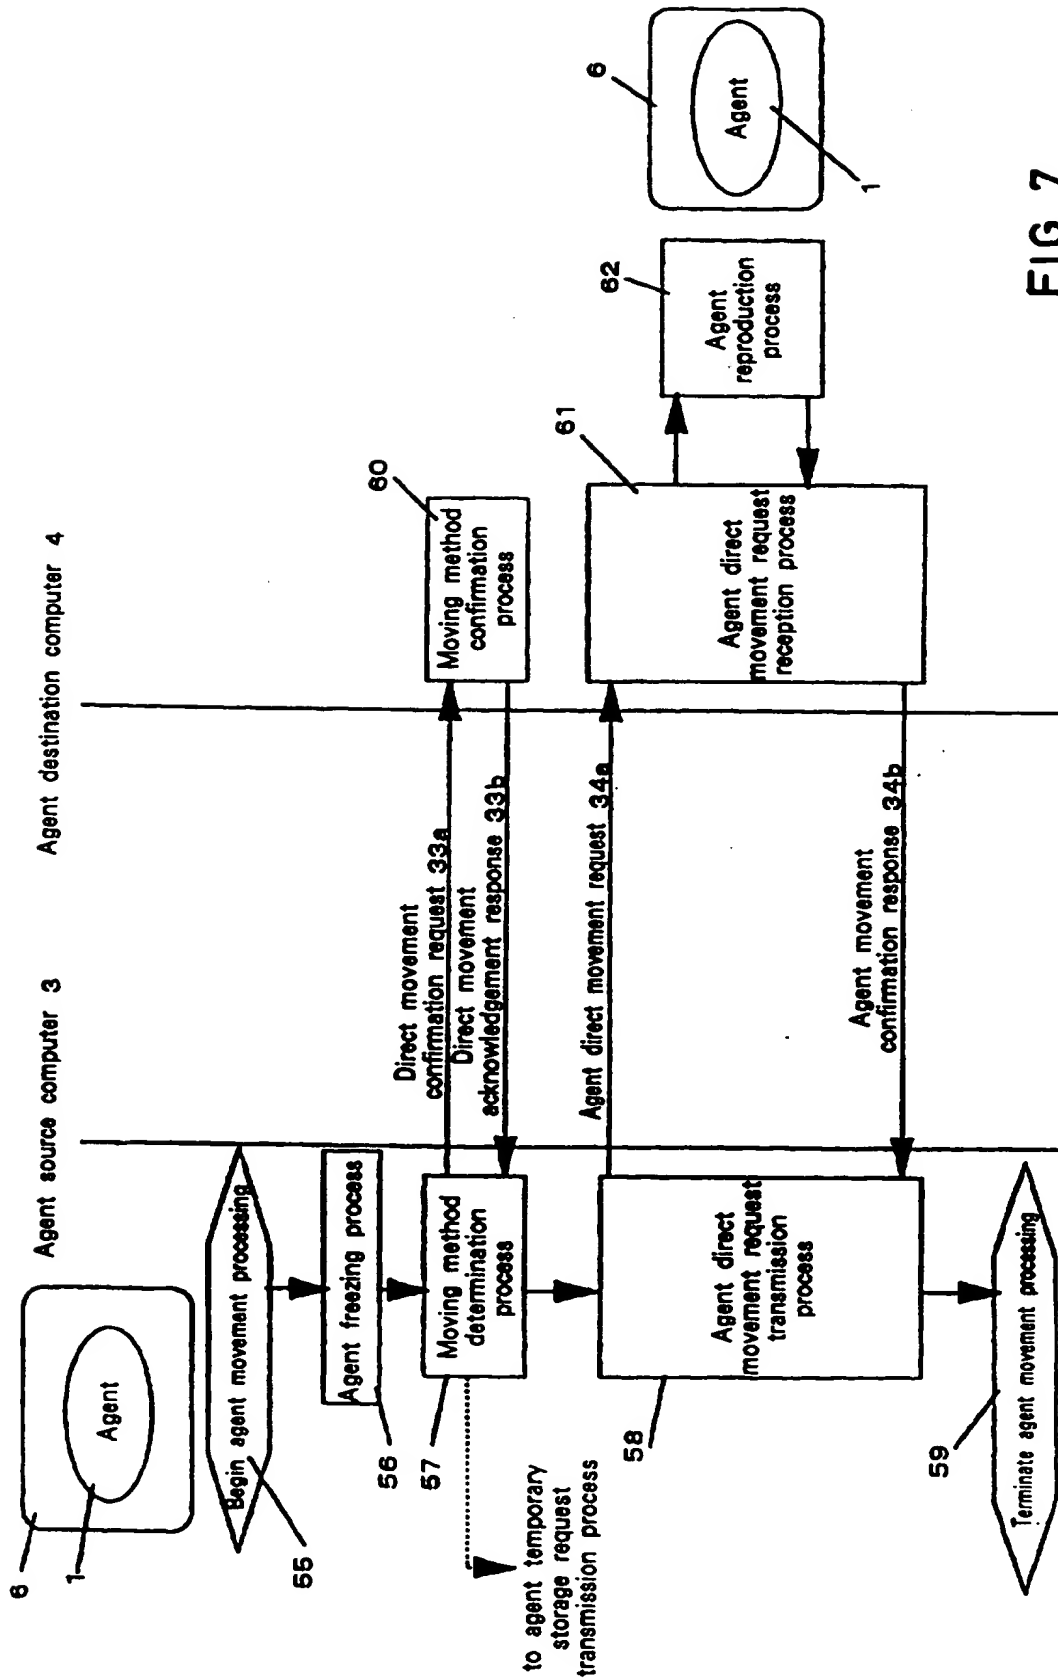 Agent source computer 3
Agent destination computer 4
6
1
Agent
Begin agent movement processing
55
Agent freezing process
56
Moving method
determination
process
57
to agent temporary
storage request
transmission process
Direct movement
confirmation request 33a
Direct movement
acknowledgement response 33b
Moving method
confirmation
process
60
Agent direct
movement request
transmission
process
58
Agent direct movement request 34a
Agent movement
confirmation response 34b
Agent direct
movement request
reception process
61
Agent
reproduction
process
62
Agent
6
1
Terminate agent movement processing
59
FIG 7